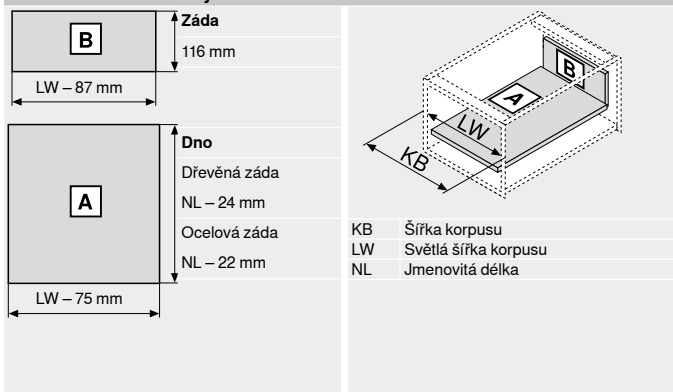 B
LW – 87 mm
Záda
116 mm
A
LW – 75 mm
Dno
Dřevěná záda
NL – 24 mm
Ocelová záda
NL – 22 mm
B
A
LW
KB
KB Šířka korpusu
LW Světlá šířka korpusu
NL Jmenovitá délka